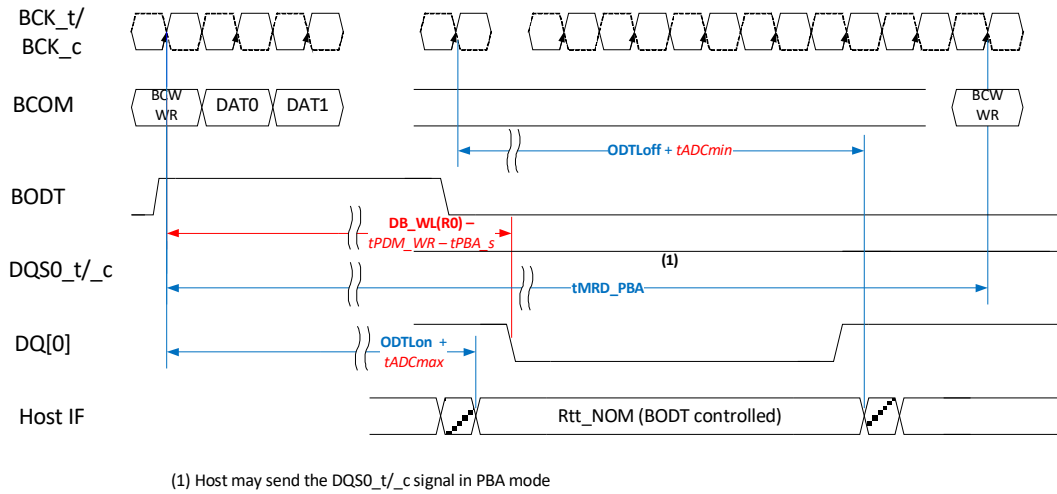 BCK_t/
BCK_c
BCOM
BCW
WR
DAT0
DAT1
BCW
WR
ODTLoff + tADCmin
BODT
DB_WL(R0) –
tPDM_WR – tPBA_s
(1)
DQS0_t/_c
tMRD_PBA
DQ[0]
ODTLon +
tADCmax
Host IF
Rtt_NOM (BODT controlled)
(1) Host may send the DQS0_t/_c signal in PBA mode